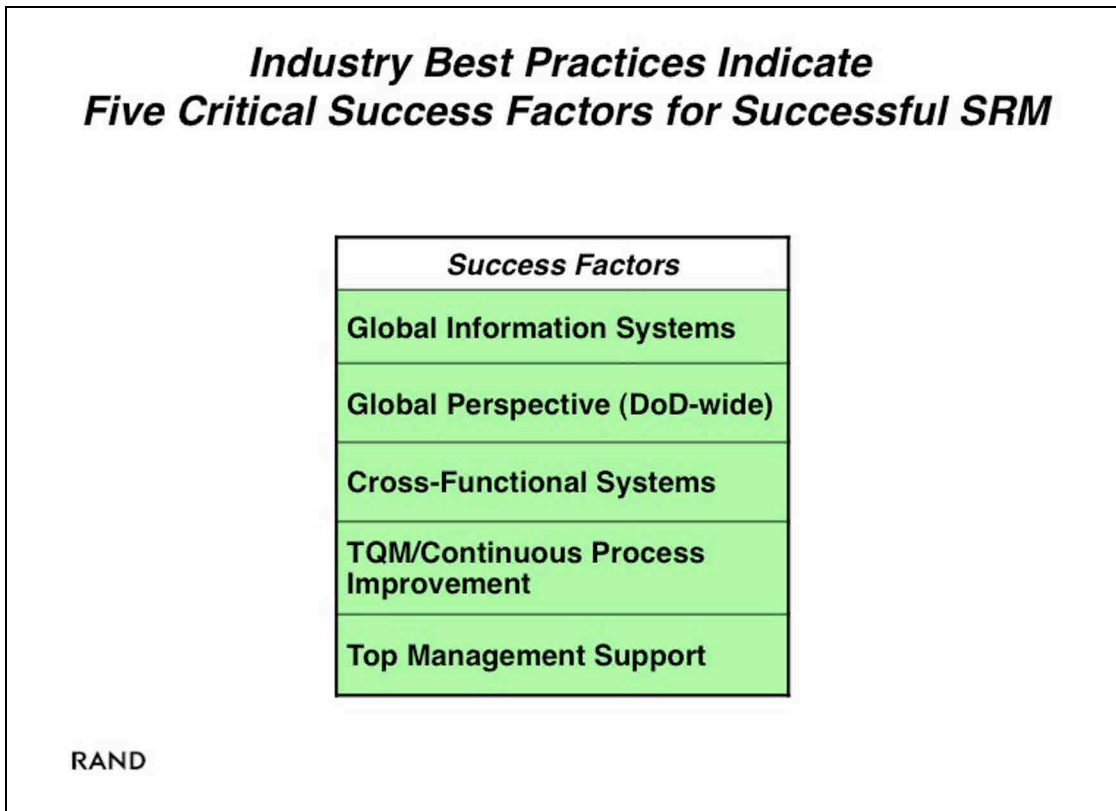 Industry Best Practices Indicate
Five Critical Success Factors for Successful SRM
Success Factors
Global Information Systems
Global Perspective (DoD-wide)
Cross-Functional Systems
TQM/Continuous Process
Improvement
Top Management Support
RAND